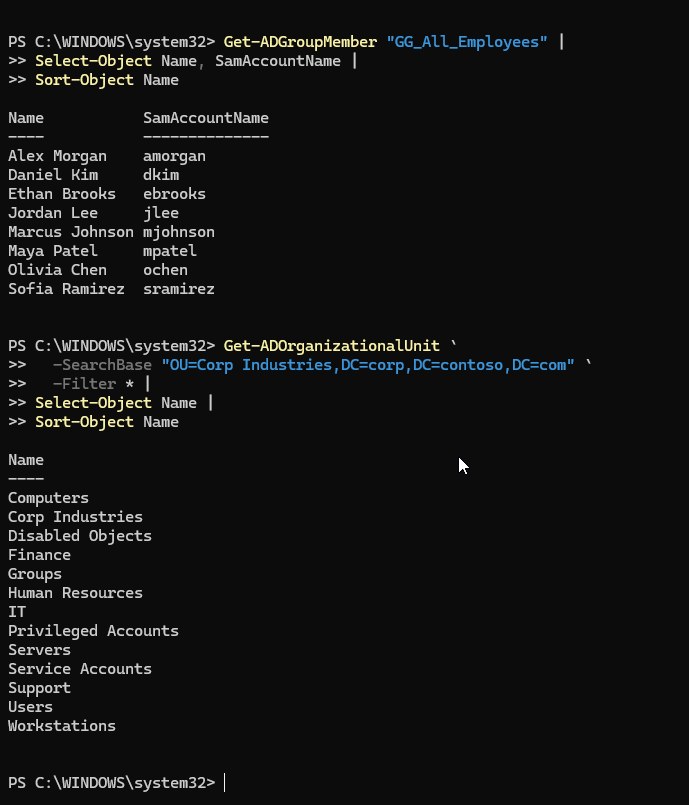 PS C:\WINDOWS\system32> Get-ADGroupMember "GG_All_Employees" |
>> Select-Object Name, SamAccountName |
>> Sort-Object Name
Name           SamAccountName
----           --------------
Alex Morgan    amorgan
Daniel Kim     dkim
Ethan Brooks   ebrooks
Jordan Lee     jlee
Marcus Johnson mjohnson
Maya Patel     mpatel
Olivia Chen    ochen
Sofia Ramirez  sramirez
PS C:\WINDOWS\system32> Get-ADOrganizationalUnit `
>>   -SearchBase "OU=Corp Industries,DC=corp,DC=contoso,DC=com" `
>>   -Filter * |
>> Select-Object Name |
>> Sort-Object Name
Name
----
Computers
Corp Industries
Disabled Objects
Finance
Groups
Human Resources
IT
Privileged Accounts
Servers
Service Accounts
Support
Users
Workstations
PS C:\WINDOWS\system32>